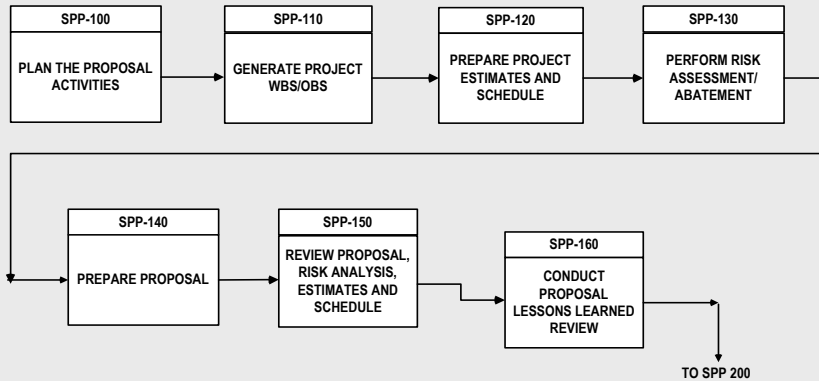 SPP-100
PLAN THE PROPOSAL
ACTIVITIES
SPP-110
GENERATE PROJECT
WBS/OBS
SPP-120
PREPARE PROJECT
ESTIMATES AND
SCHEDULE
SPP-130
PERFORM RISK
ASSESSMENT/
ABATEMENT
SPP-140
PREPARE PROPOSAL
SPP-150
REVIEW PROPOSAL,
RISK ANALYSIS,
ESTIMATES AND
SCHEDULE
SPP-160
CONDUCT
PROPOSAL
LESSONS LEARNED
REVIEW
TO SPP 200